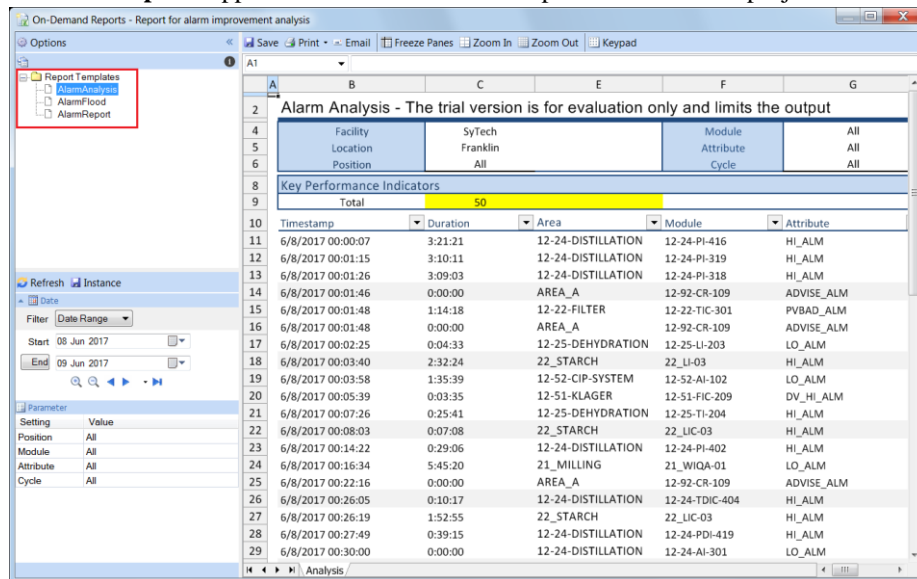 On-Demand Reports - Report for alarm improvement analysis
Options «
Save Print Email Freeze Panes Zoom In Zoom Out Keypad
A1
Report Templates
AlarmAnalysis
AlarmFlood
AlarmReport
A B C E F G
2 Alarm Analysis - The trial version is for evaluation only and limits the output
4 Facility SyTech Module All
5 Location Franklin Attribute All
6 Position All Cycle All
8 Key Performance Indicators
9 Total 50
10 Timestamp Duration Area Module Attribute
11 6/8/2017 00:00:07 3:21:21 12-24-DISTILLATION 12-24-PI-416 HI_ALM
12 6/8/2017 00:01:15 3:10:11 12-24-DISTILLATION 12-24-PI-319 HI_ALM
13 6/8/2017 00:01:26 3:09:03 12-24-DISTILLATION 12-24-PI-318 HI_ALM
14 6/8/2017 00:01:46 0:00:00 AREA_A 12-92-CR-109 ADVISE_ALM
15 6/8/2017 00:01:48 1:14:18 12-22-FILTER 12-22-TIC-301 PVBAD_ALM
16 6/8/2017 00:01:48 0:00:00 AREA_A 12-92-CR-109 ADVISE_ALM
17 6/8/2017 00:02:25 0:04:33 12-25-DEHYDRATION 12-25-LI-203 LO_ALM
18 6/8/2017 00:03:40 2:32:24 22_STARCH 22_LI-03 HI_ALM
19 6/8/2017 00:03:58 1:35:39 12-52-CIP-SYSTEM 12-52-AI-102 LO_ALM
20 6/8/2017 00:05:39 0:03:35 12-51-KLAGER 12-51-FIC-209 DV_HI_ALM
21 6/8/2017 00:07:26 0:25:41 12-25-DEHYDRATION 12-25-TI-204 HI_ALM
22 6/8/2017 00:08:03 0:07:08 22_STARCH 22_LIC-03 HI_ALM
23 6/8/2017 00:14:22 0:29:06 12-24-DISTILLATION 12-24-PI-402 HI_ALM
24 6/8/2017 00:16:34 5:45:20 21_MILLING 21_WIQA-01 LO_ALM
25 6/8/2017 00:22:16 0:00:00 AREA_A 12-92-CR-109 ADVISE_ALM
26 6/8/2017 00:26:05 0:10:17 12-24-DISTILLATION 12-24-TDIC-404 HI_ALM
27 6/8/2017 00:26:19 1:52:55 22_STARCH 22_LIC-03 HI_ALM
28 6/8/2017 00:27:49 0:39:15 12-24-DISTILLATION 12-24-PDI-419 HI_ALM
29 6/8/2017 00:30:00 0:00:00 12-24-DISTILLATION 12-24-AI-301 LO_ALM
Analysis
Refresh Instance
Date
Filter Date Range
Start 08 Jun 2017
End 09 Jun 2017
Parameter
Setting Value
Position All
Module All
Attribute All
Cycle All